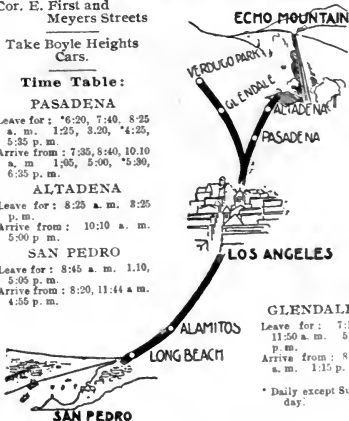 Cor. E. First and
Meyers Streets
Take Boyle Heights
Cars.
Time Table:
PASADENA
Leave for: *6:20, 7:40, 8·25
a. m. 1:25, 3.20, *4:25,
5:35 p. m.
Arrive from: 7:35, 8:40, 10.10
a. m 1:05, 5:00, *5:30,
6:35 p. m.
ALTADENA
Leave for: 8:25 a. m. 3:25
p. m.
Arrive from: 10:10 a. m.
5:00 p m.
SAN PEDRO
Leave for: 8:45 a. m. 1.10,
5:05 p. m.
Arrive from: 8:20, 11:44 a m.
4:55 p. m.
ECHO MOUNTAIN
VERDUGO PARK
GLENDALE
ALTADENA
PASADENA
LOS ANGELES
ALAMITOS
LONG BEACH
SAN PEDRO
GLENDALE
Leave for: 7:
11:50 a. m. 5
p. m.
Arrive from: 8
a. m. 1:15 p.
* Daily except Su
day.